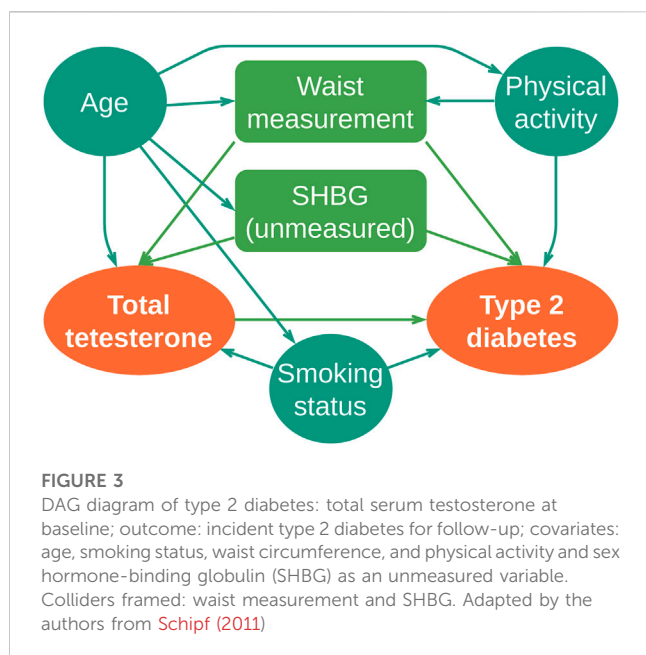 Age
Waist
measurement
Physical
activity
SHBG
(unmeasured)
Total
tetesterone
Type 2
diabetes
Smoking
status
FIGURE 3
DAG diagram of type 2 diabetes: total serum testosterone at
baseline; outcome: incident type 2 diabetes for follow-up; covariates:
age, smoking status, waist circumference, and physical activity and sex
hormone-binding globulin (SHBG) as an unmeasured variable.
Colliders framed: waist measurement and SHBG. Adapted by the
authors from Schipf (2011)